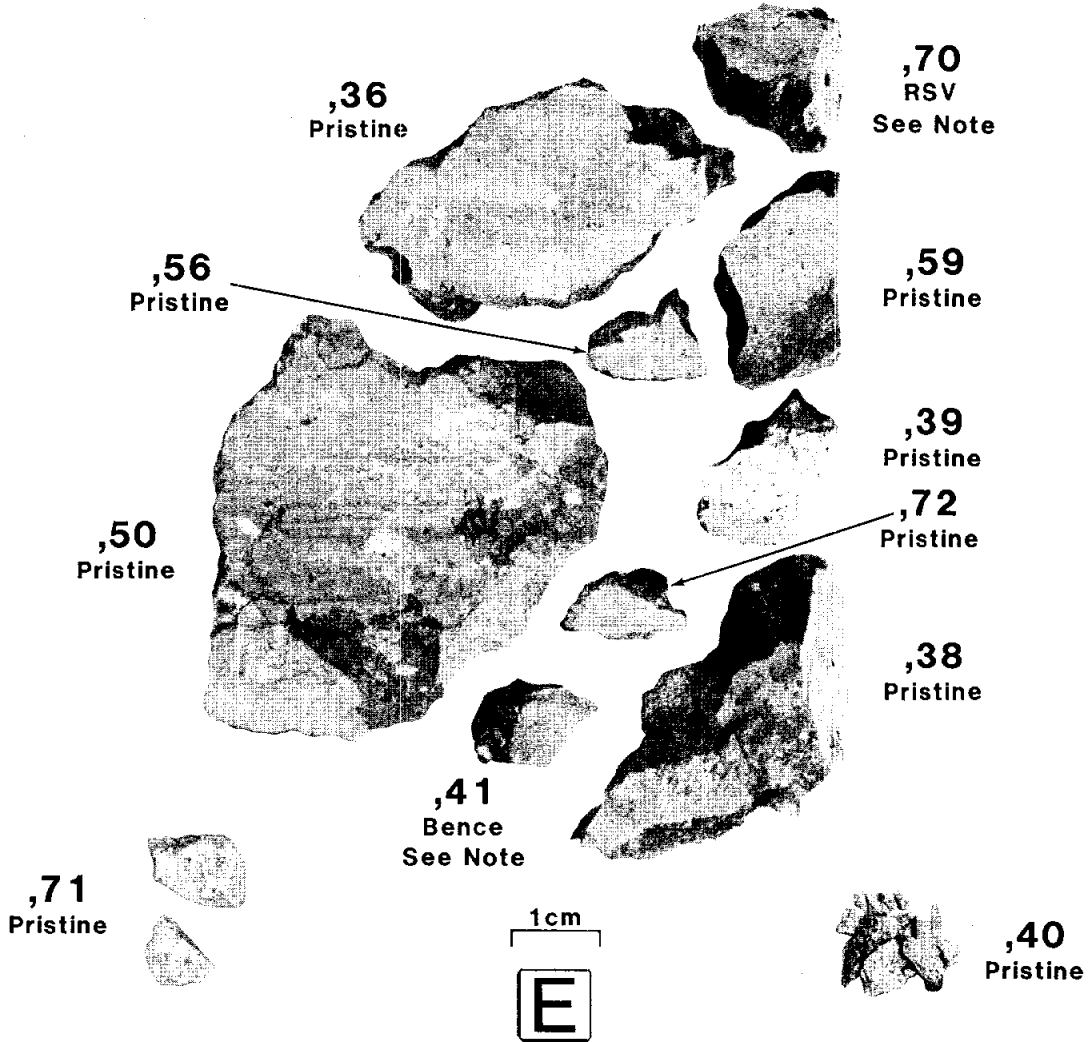 ,70
RSV
See Note
,36
Pristine
,56
Pristine
,59
Pristine
,39
Pristine
,72
Pristine
,50
Pristine
,38
Pristine
,41
Bence
See Note
,71
Pristine
1cm
,40
Pristine
E